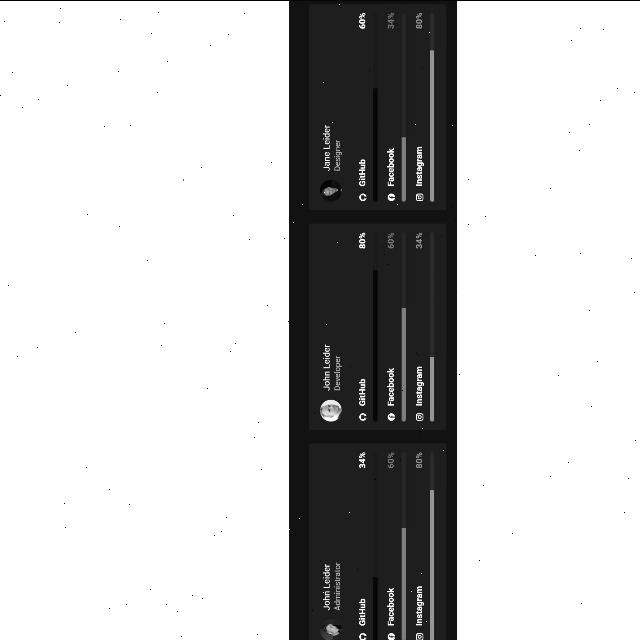 John Leider
Administrator
GitHub 34%
Facebook 60%
Instagram 80%
John Leider
Developer
GitHub 80%
Facebook 60%
Instagram 34%
Jane Leider
Designer
GitHub 60%
Facebook 34%
Instagram 80%